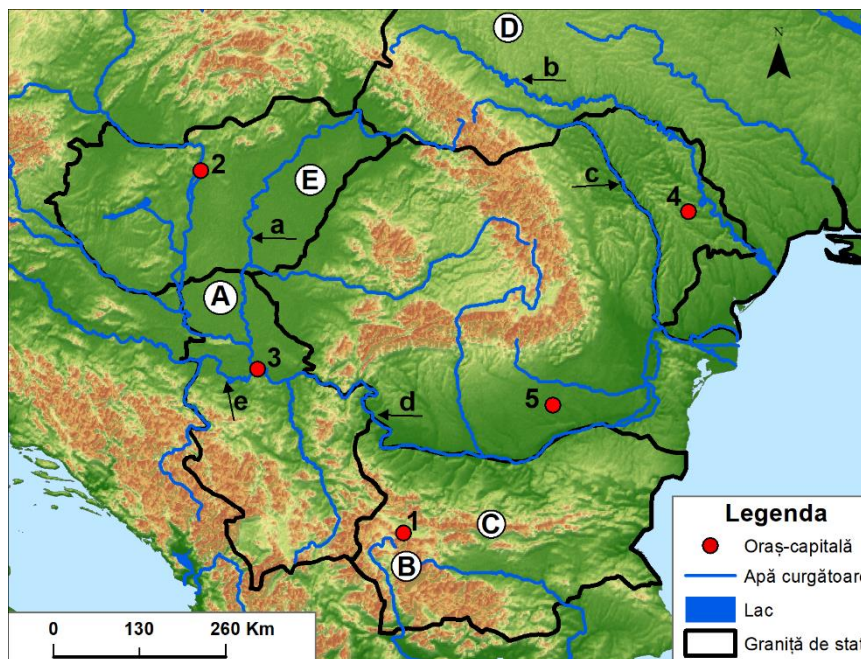 D
N
b
2
E
c
4
a
A
3
e
d
5
1
C
B
Legenda
Oraș-capitală
Apă curgătoare
Lac
Graniță de stat
0 130 260 Km